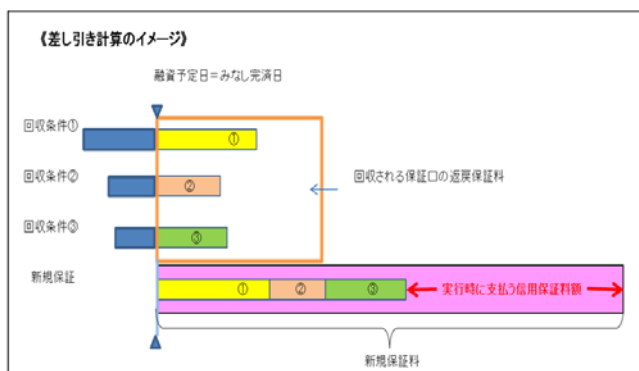 《差し引き計算のイメージ》
融資予定日＝みなし完済日
回収条件①
①
回収条件②
②
回収される保証口の返戻保証料
回収条件③
③
新規保証
①
②
③
実行時に支払う信用保証料額
新規保証料